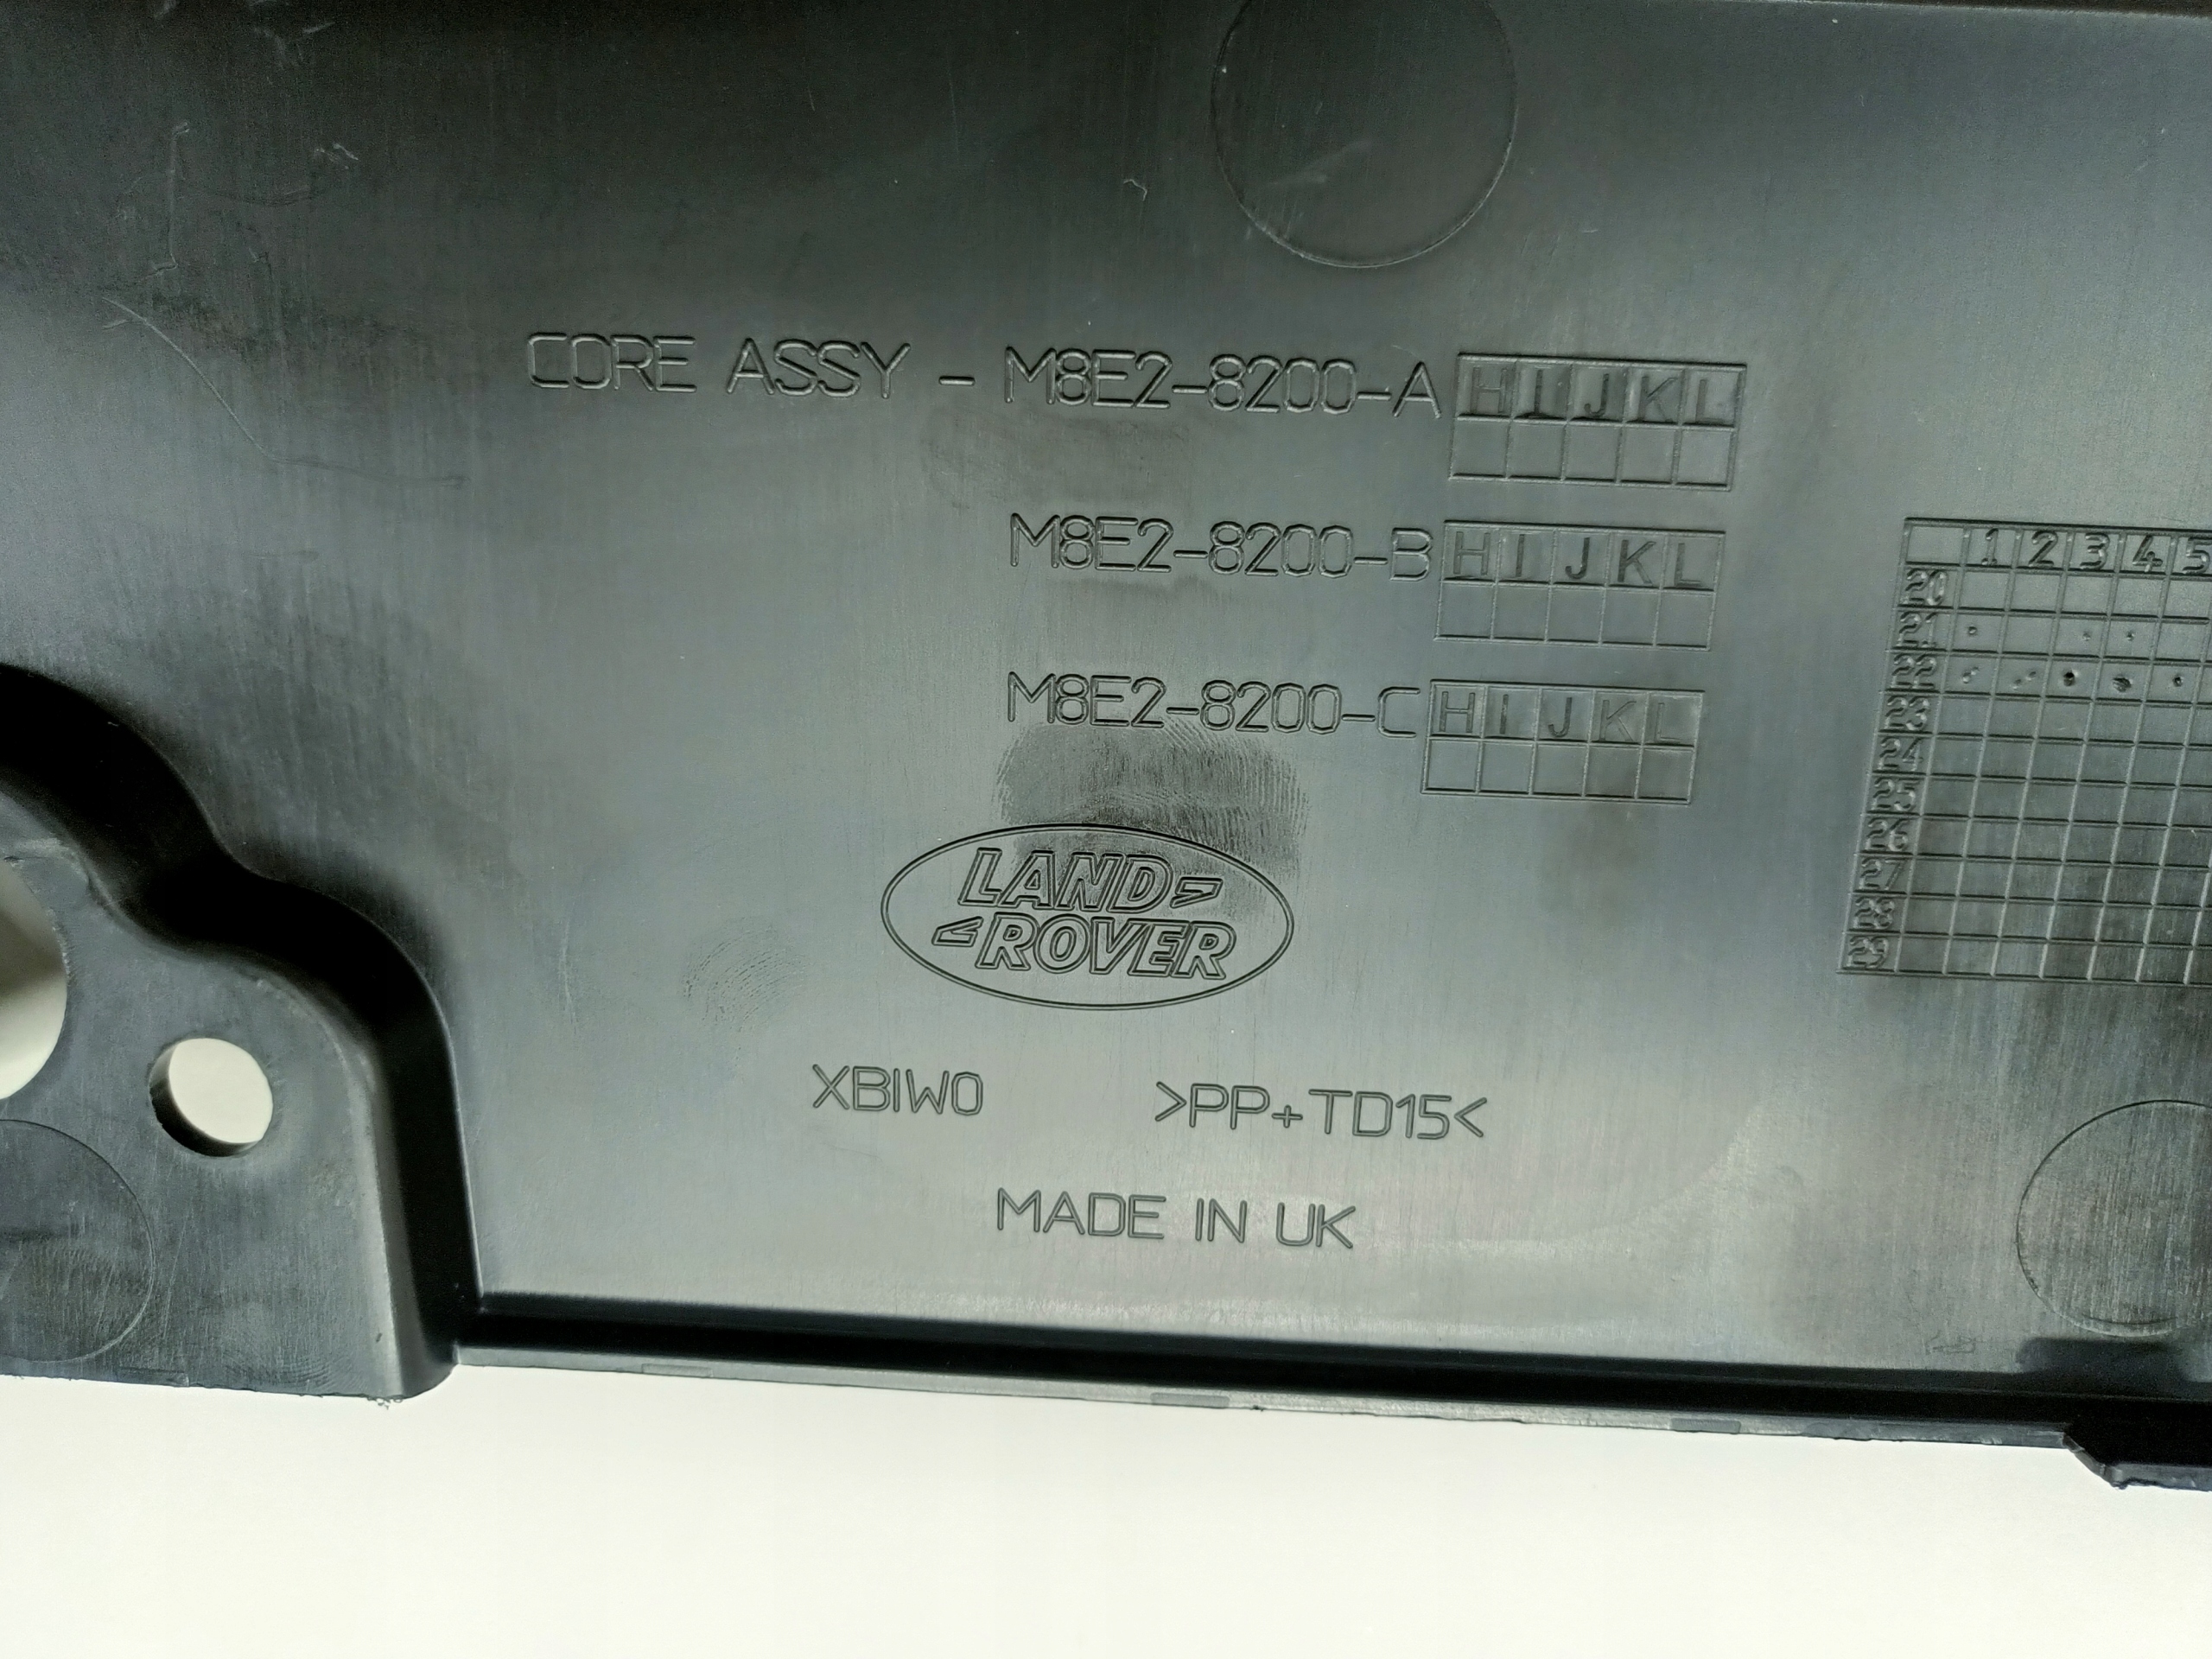 CORE ASSY - M8E2-8200-A H I J K L
M8E2-8200-B H I J K L
M8E2-8200-C H I J K L
1 2 3 4 5
20
21
22
23
24
25
26
27
28
29
LAND
ROVER
XBIW0 >PP+TD15<
MADE IN UK